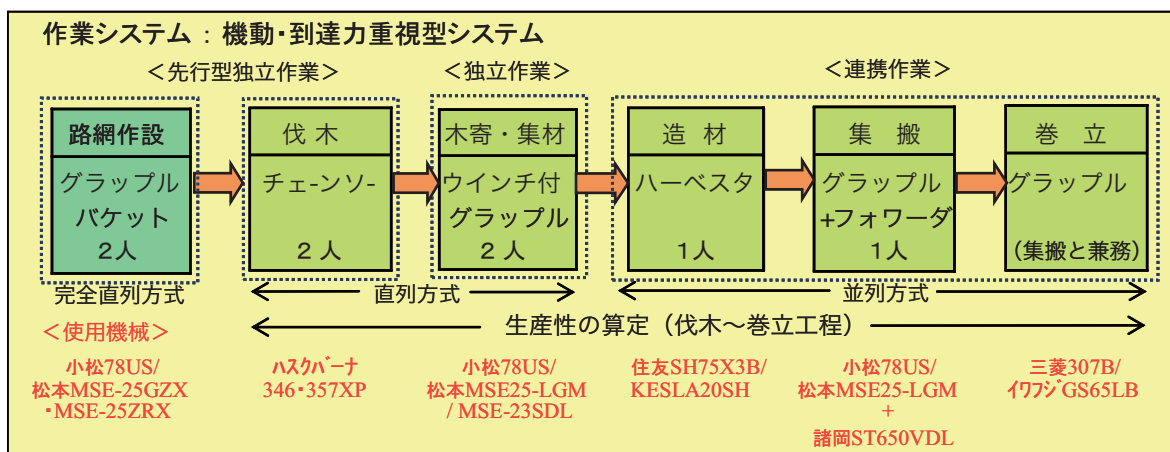 作業システム：機動・到達力重視型システム
＜先行型独立作業＞
＜独立作業＞
＜連携作業＞
路網作設
グラップル
バケット
２人
伐 木
チェｰンソｰ
２人
木寄・集材
ウインチ付
グラップル
２人
造 材
ハーベスタ
１人
集 搬
グラップル
+フォワーダ
１人
巻 立
グラップル
(集搬と兼務)
完全直列方式
直列方式
並列方式
生産性の算定（伐木～巻立工程）
＜使用機械＞
小松78US/
松本MSE-25GZX
・MSE-25ZRX
ﾊｽｸﾊﾞｰﾅ
346・357XP
小松78US/
松本MSE25-LGM
/ MSE-23SDL
住友SH75X3B/
KESLA20SH
小松78US/
松本MSE25-LGM
+
諸岡ST650VDL
三菱307B/
ｲﾜﾌｼﾞGS65LB